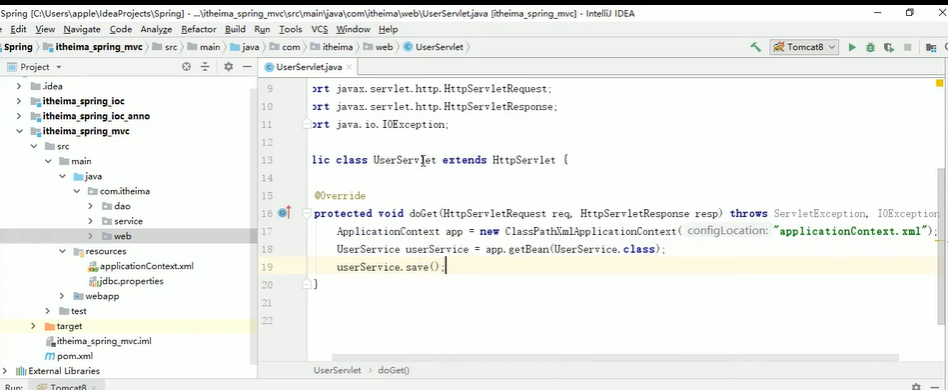 Spring [C:\Users\apple\IdeaProjects\Spring] - ...\itheima_spring_mvc\src\main\java\com\itheima\web\UserServlet.java [itheima_spring_mvc] - IntelliJ IDEA
Edit View Navigate Code Analyze Refactor Build Run Tools VCS Window Help
Spring itheima_spring_mvc src main java com itheima web UserServlet Tomcat8
Project
UserServlet.java
.idea
itheima_spring_ioc
itheima_spring_ioc_anno
itheima_spring_mvc
src
main
java
com.itheima
dao
service
web
resources
applicationContext.xml
jdbc.properties
webapp
test
target
itheima_spring_mvc.iml
pom.xml
External Libraries
9 ort javax.servlet.http.HttpServletRequest;
10 ort javax.servlet.http.HttpServletResponse;
11 ort java.io.IOException;
12
13 lic class UserServlet extends HttpServlet {
14
15 @Override
16 protected void doGet(HttpServletRequest req, HttpServletResponse resp) throws ServletException, IOException
17 ApplicationContext app = new ClassPathXmlApplicationContext( configLocation: "applicationContext.xml");
18 UserService userService = app.getBean(UserService.class);
19 userService.save();
20 }
21
22
UserServlet › doGet()
Run: Tomcat8